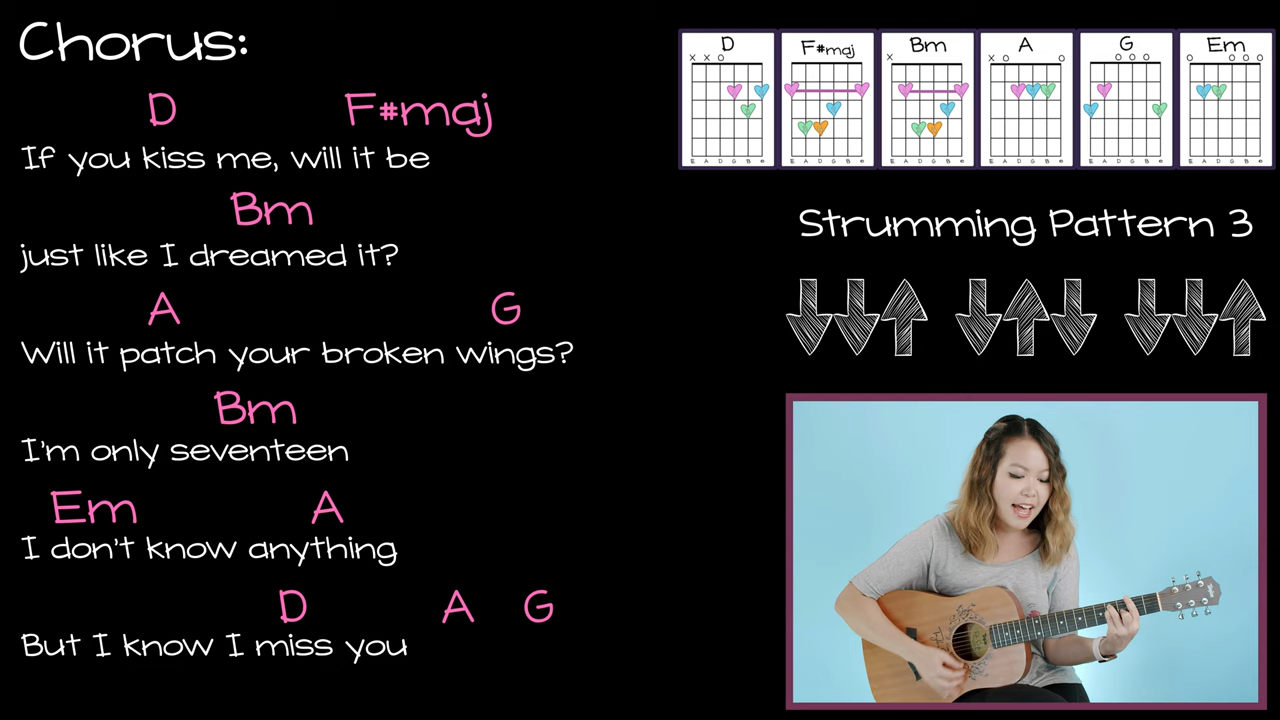 Chorus:
D F#maj
If you kiss me, will it be
Bm
just like I dreamed it?
A G
Will it patch your broken wings?
Bm
I'm only seventeen
Em A
I don't know anything
D A G
But I know I miss you
D F#maj Bm A G Em
x x o x x o o o o o o o o o
E A D G B e E A D G B e E A D G B e E A D G B e E A D G B e E A D G B e
Strumming Pattern 3